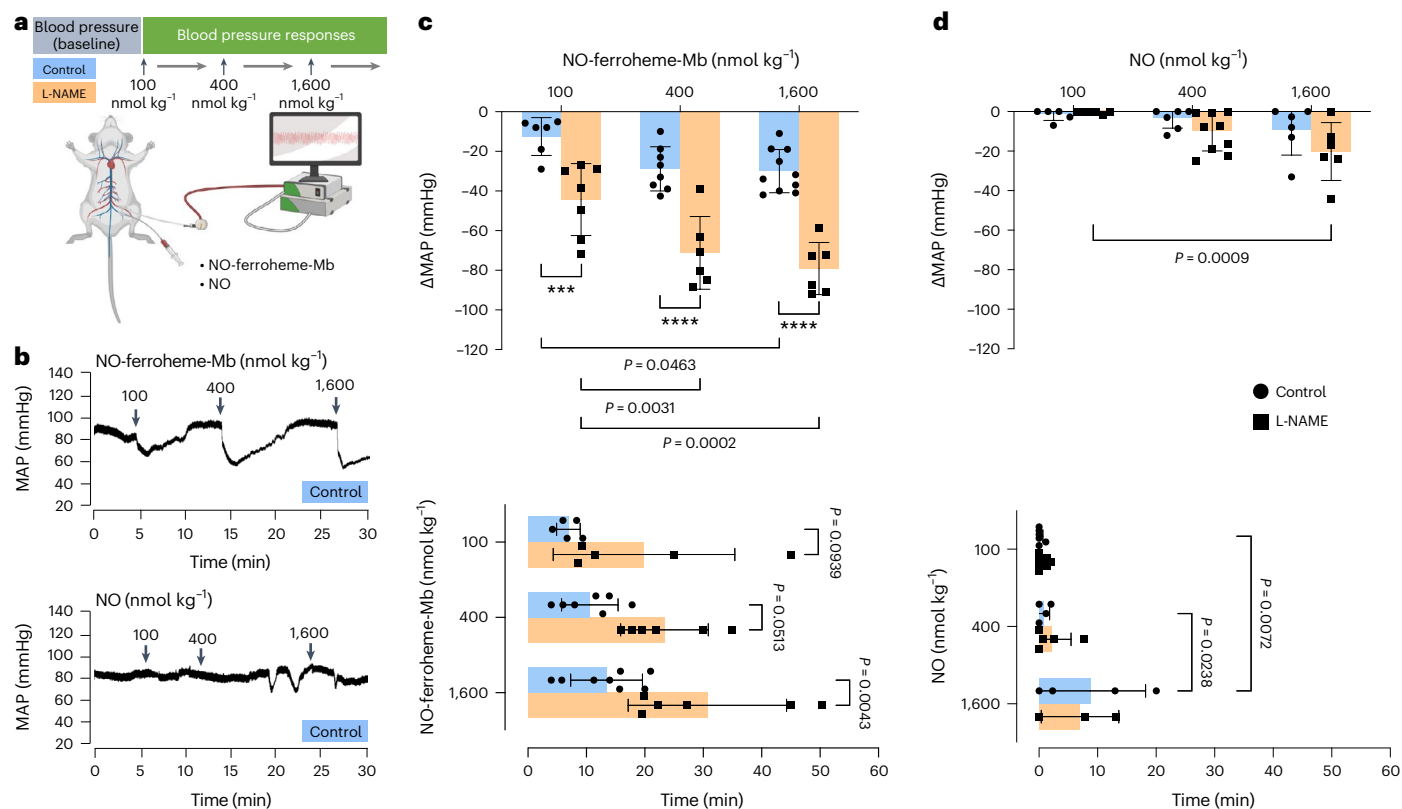 a
Blood pressure
(baseline)
Blood pressure responses
Control
L-NAME
100
nmol kg⁻¹
400
nmol kg⁻¹
1,600
nmol kg⁻¹
• NO-ferroheme-Mb
• NO
b
NO-ferroheme-Mb (nmol kg⁻¹)
MAP (mmHg)
140
120
100
80
60
40
20
100
400
1,600
Control
0 5 10 15 20 25 30
Time (min)
NO (nmol kg⁻¹)
MAP (mmHg)
140
120
100
80
60
40
20
100
400
1,600
Control
0 5 10 15 20 25 30
Time (min)
c
NO-ferroheme-Mb (nmol kg⁻¹)
100 400 1,600
ΔMAP (mmHg)
0
−20
−40
−60
−80
−100
−120
***
****
****
P = 0.0463
P = 0.0031
P = 0.0002
NO-ferroheme-Mb (nmol kg⁻¹)
100
400
1,600
P = 0.0939
P = 0.0513
P = 0.0043
0 10 20 30 40 50 60
Time (min)
d
NO (nmol kg⁻¹)
100 400 1,600
ΔMAP (mmHg)
0
−20
−40
−60
−80
−100
−120
P = 0.0009
Control
L-NAME
NO (nmol kg⁻¹)
100
400
1,600
P = 0.0238
P = 0.0072
0 10 20 30 40 50 60
Time (min)